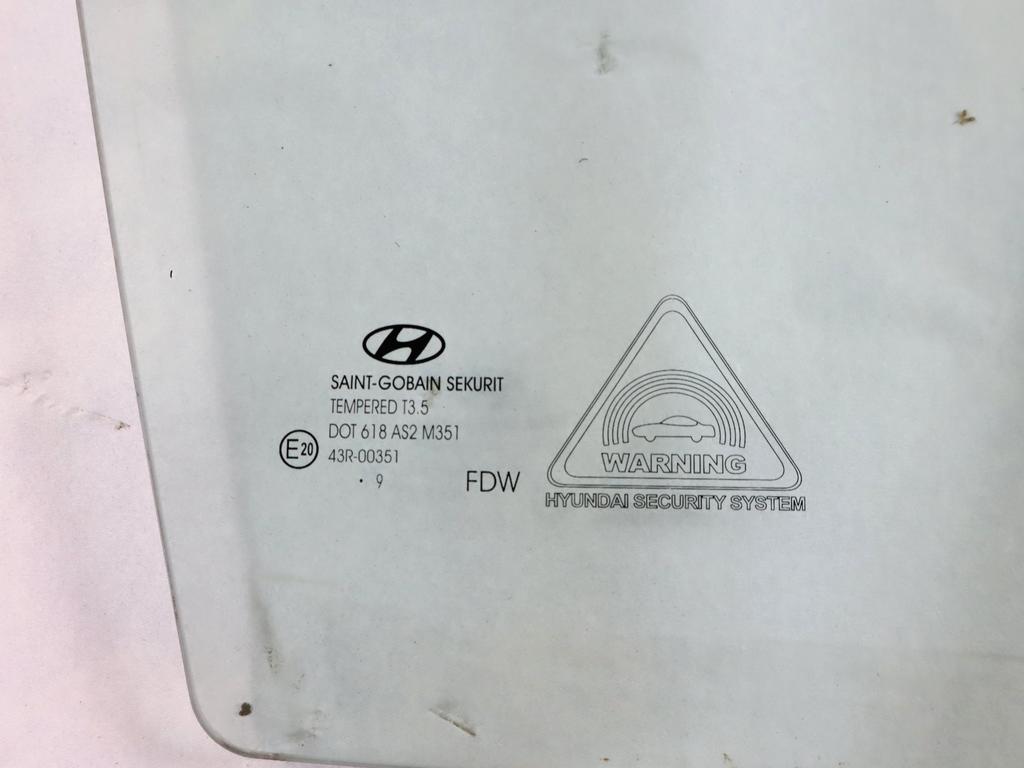 SAINT-GOBAIN SEKURIT
TEMPERED T3.5
DOT 618 AS2 M351
E20
43R-00351
· 9
FDW
WARNING
HYUNDAI SECURITY SYSTEM